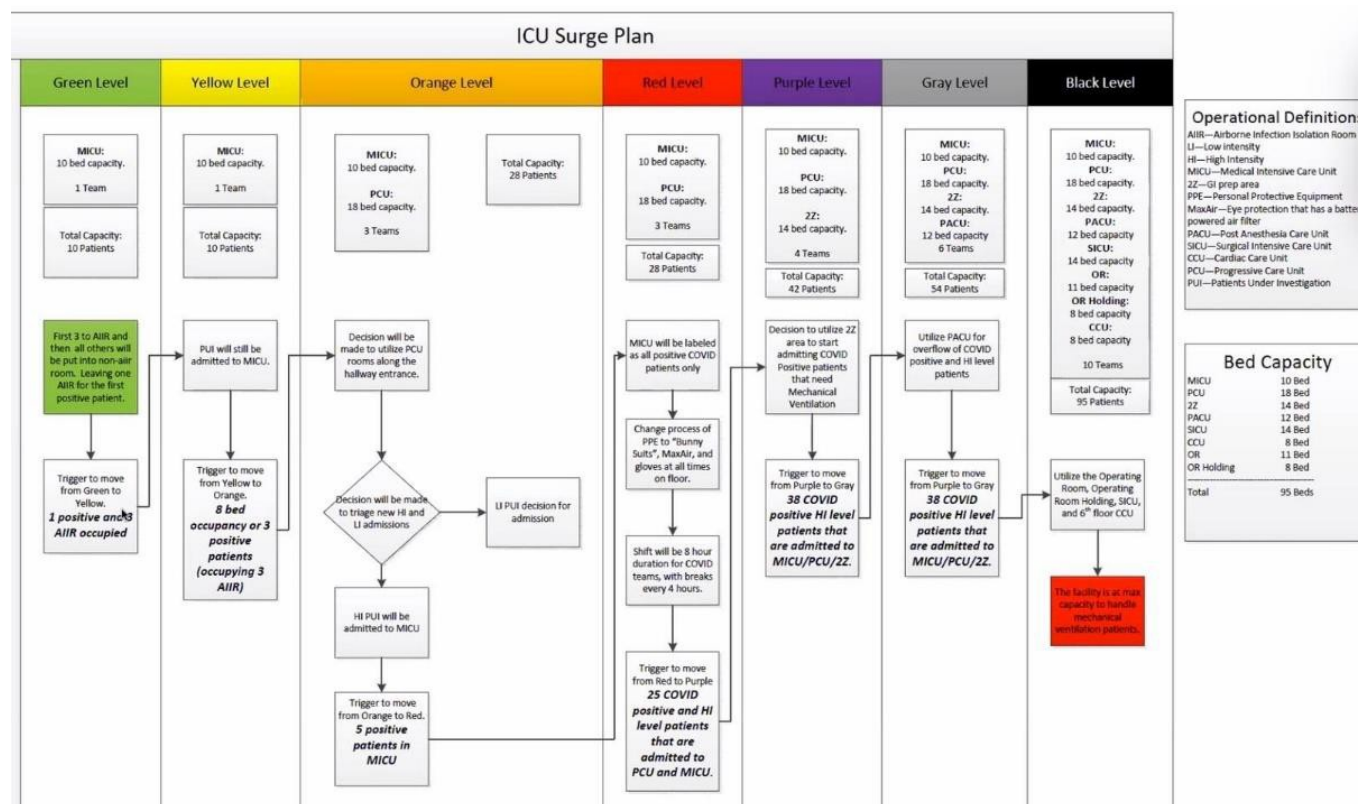 ICU Surge Plan
Green Level
Yellow Level
Orange Level
Red Level
Purple Level
Gray Level
Black Level
MICU:
10 bed capacity.
1 Team
Total Capacity:
10 Patients
First 3 to AIIR and
then all others will
be put into non-aiir
room. Leaving one
AIIR for the first
positive patient.
Trigger to move
from Green to
Yellow.
1 positive and 3
AIIR occupied
MICU:
10 bed capacity.
1 Team
Total Capacity:
10 Patients
PUI will still be
admitted to MICU.
Trigger to move
from Yellow to
Orange.
8 bed
occupancy or 3
positive
patients
(occupying 3
AIIR)
MICU:
10 bed capacity.
PCU:
18 bed capacity.
3 Teams
Total Capacity:
28 Patients
Decision will be
made to utilize PCU
rooms along the
hallway entrance.
Decision will be made
to triage new HI and
LI admissions
LI PUI decision for
admission
HI PUI will be
admitted to MICU
Trigger to move
from Orange to Red.
5 positive
patients in
MICU
MICU:
10 bed capacity.
PCU:
18 bed capacity.
3 Teams
Total Capacity:
28 Patients
MICU will be labeled
as all positive COVID
patients only
Change process of
PPE to "Bunny
Suits", MaxAir, and
gloves at all times
on floor.
Shift will be 8 hour
duration for COVID
teams, with breaks
every 4 hours.
Trigger to move
from Red to Purple
25 COVID
positive and HI
level patients
that are
admitted to
PCU and MICU.
MICU:
10 bed capacity.
PCU:
18 bed capacity.
2Z:
14 bed capacity.
4 Teams
Total Capacity:
42 Patients
Decision to utilize 2Z
area to start
admitting COVID
Positive patients
that need
Mechanical
Ventilation
Trigger to move
from Purple to Gray
38 COVID
positive HI level
patients that
are admitted to
MICU/PCU/2Z.
MICU:
10 bed capacity.
PCU:
18 bed capacity.
2Z:
14 bed capacity.
PACU:
12 bed capacity
6 Teams
Total Capacity:
54 Patients
Utilize PACU for
overflow of COVID
positive and HI level
patients
Trigger to move
from Purple to Gray
38 COVID
positive HI level
patients that
are admitted to
MICU/PCU/2Z.
MICU:
10 bed capacity.
PCU:
18 bed capacity.
2Z:
14 bed capacity.
PACU:
12 bed capacity
SICU:
14 bed capacity
OR:
11 bed capacity
OR Holding:
8 bed capacity
CCU:
8 bed capacity
10 Teams
Total Capacity:
95 Patients
Utilize the Operating
Room, Operating
Room Holding, SICU,
and 6th floor CCU
The facility is at max
capacity to handle
mechanical
ventilation patients.
Operational Definitions
AIIR—Airborne Infection Isolation Room
LI—Low intensity
HI—High Intensity
MICU—Medical Intensive Care Unit
2Z—GI prep area
PPE—Personal Protective Equipment
MaxAir—Eye protection that has a batte
powered air filter
PACU—Post Anesthesia Care Unit
SICU—Surgical Intensive Care Unit
CCU—Cardiac Care Unit
PCU—Progressive Care Unit
PUI—Patients Under Investigation
Bed Capacity
MICU 10 Bed
PCU 18 Bed
2Z 14 Bed
PACU 12 Bed
SICU 14 Bed
CCU 8 Bed
OR 11 Bed
OR Holding 8 Bed
Total 95 Beds